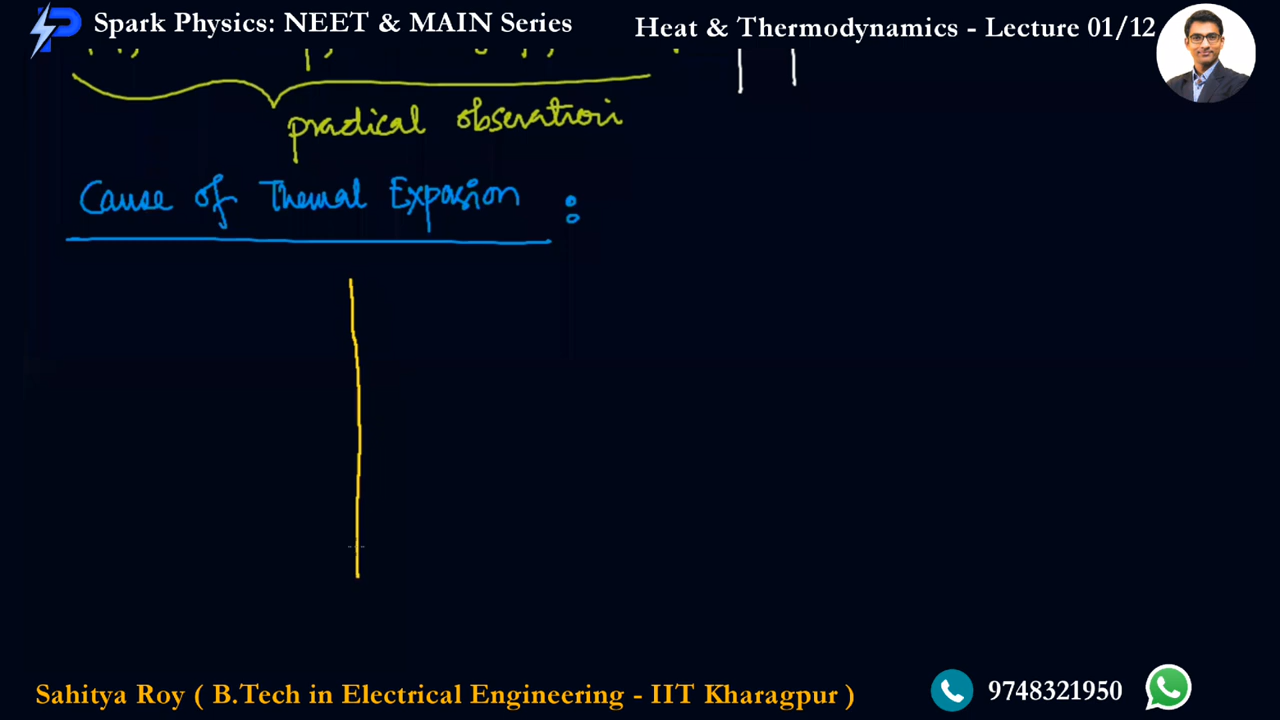 Spark Physics: NEET & MAIN Series
Heat & Thermodynamics - Lecture 01/12
practical obseration
Cause of Themal Expasion :
Sahitya Roy ( B.Tech in Electrical Engineering - IIT Kharagpur )
9748321950